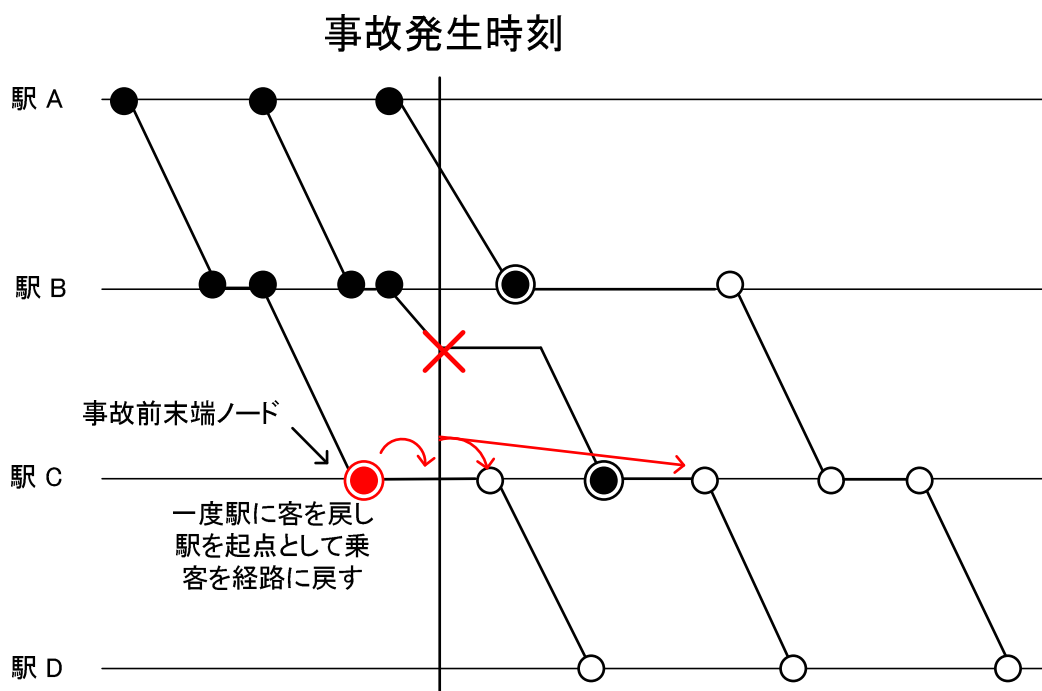 事故発生時刻
駅 A
駅 B
事故前末端ノード
駅 C
一度駅に客を戻し
駅を起点として乗
客を経路に戻す
駅 D